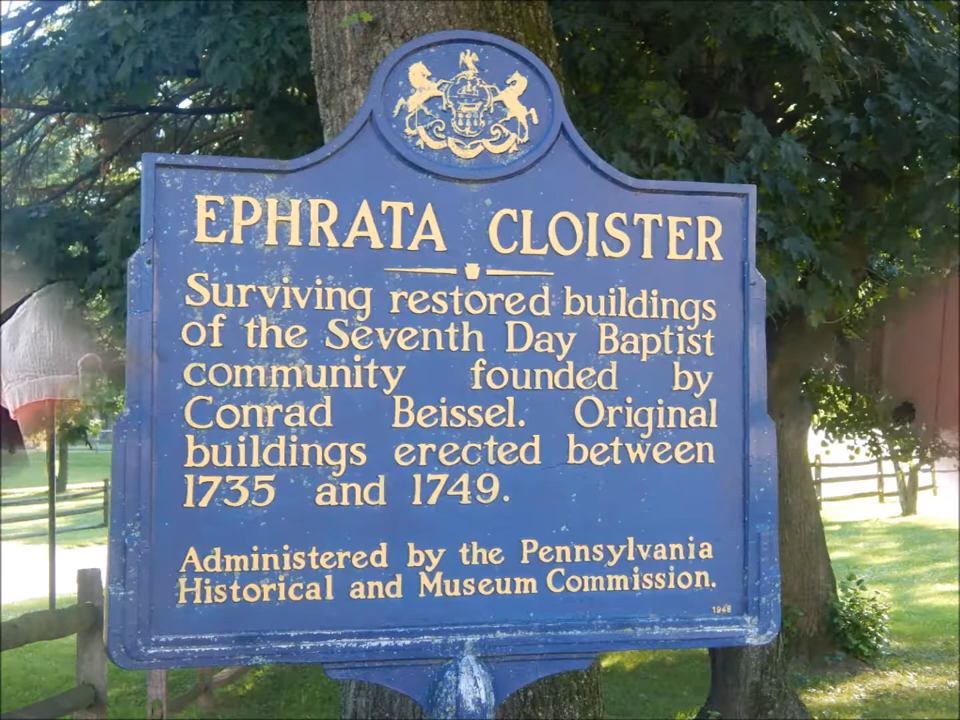 EPHRATA CLOISTER
Surviving restored buildings
of the Seventh Day Baptist
community founded by
Conrad Beissel. Original
buildings erected between
1735 and 1749.
Administered by the Pennsylvania
Historical and Museum Commission.
1948